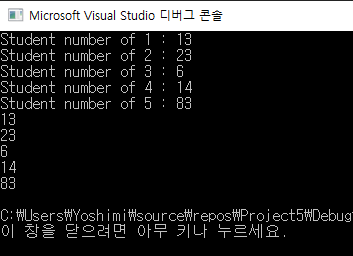 Microsoft Visual Studio 디버그 콘솔
Student number of 1 : 13
Student number of 2 : 23
Student number of 3 : 6
Student number of 4 : 14
Student number of 5 : 83
13
23
6
14
83
C:₩Users₩Yoshimi₩source₩repos₩Project5₩Debug
이 창을 닫으려면 아무 키나 누르세요.